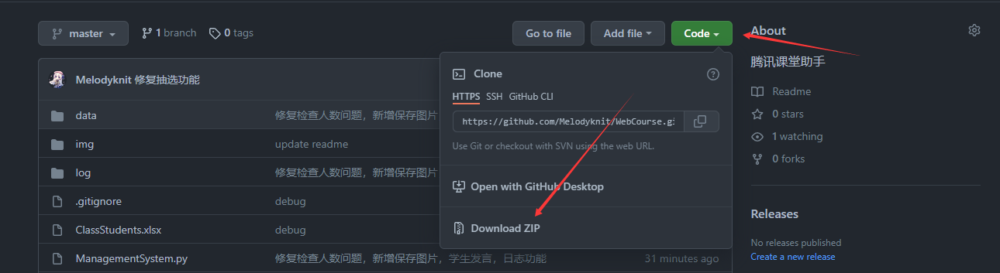 master
1 branch
0 tags
Go to file
Add file
Code
Melodyknit 修复抽选功能
data
修复检查人数问题，新增保存图片
img
update readme
log
修复检查人数问题，新增保存图片
.gitignore
debug
ClassStudents.xlsx
debug
ManagementSystem.py
修复检查人数问题，新增保存图片，学生发言，日志功能
31 minutes ago
Clone
HTTPS SSH GitHub CLI
https://github.com/Melodyknit/WebCourse.gi
Use Git or checkout with SVN using the web URL.
Open with GitHub Desktop
Download ZIP
About
腾讯课堂助手
Readme
0 stars
1 watching
0 forks
Releases
No releases published
Create a new release